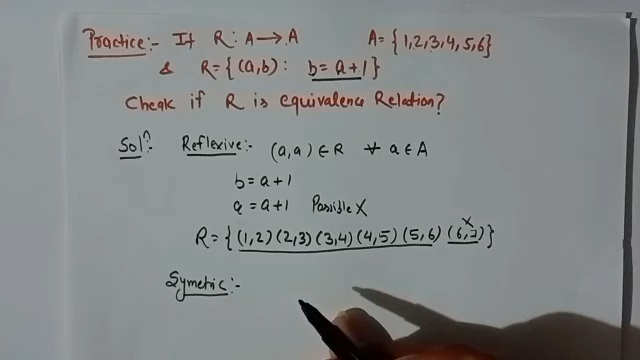 Practice:- If R: A→A A = {1,2,3,4,5,6}
& R = {(a,b): b = a+1}
Cheak if R is equivalence Relation?
Solⁿ:- Reflexive:- (a,a) ∈ R ∀ a ∈ A
b = a+1
a = a+1 Possible X
R = {(1,2)(2,3)(3,4)(4,5)(5,6)(6,7)} X
Symetric:-